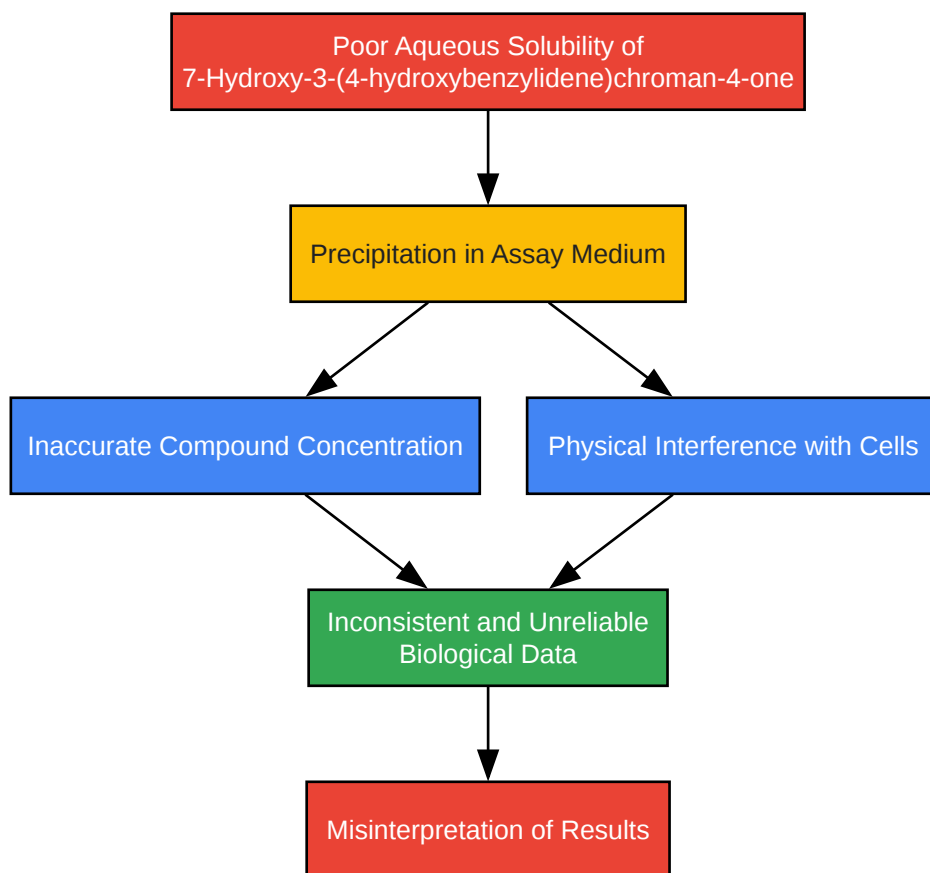 Poor Aqueous Solubility of
7-Hydroxy-3-(4-hydroxybenzylidene)chroman-4-one
Precipitation in Assay Medium
Inaccurate Compound Concentration
Physical Interference with Cells
Inconsistent and Unreliable
Biological Data
Misinterpretation of Results